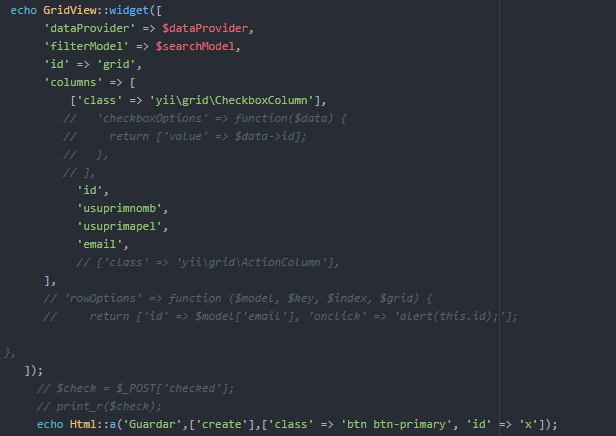 echo GridView::widget([
'dataProvider' => $dataProvider,
'filterModel' => $searchModel,
'id' => 'grid',
'columns' => [
['class' => 'yii\grid\CheckboxColumn'],
//   'checkboxOptions' => function($data) {
//     return ['value' => $data->id];
//   },
// ],
'id',
'usuprimnomb',
'usuprimapel',
'email',
// ['class' => 'yii\grid\ActionColumn'],
],
// 'rowOptions' => function ($model, $key, $index, $grid) {
//     return ['id' => $model['email'], 'onclick' => 'alert(this.id);'];
},
]);
// $check = $_POST['checked'];
// print_r($check);
echo Html::a('Guardar',['create'],['class' => 'btn btn-primary', 'id' => 'x']);